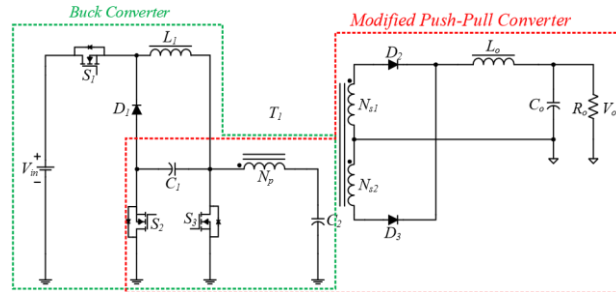 Buck Converter
Modified Push-Pull Converter
S1
L1
D2
Lo
D1
T1
Ns1
Co
Ro
Vo
+
Vin
−
C1
Np
Ns2
S2
S3
C2
D3